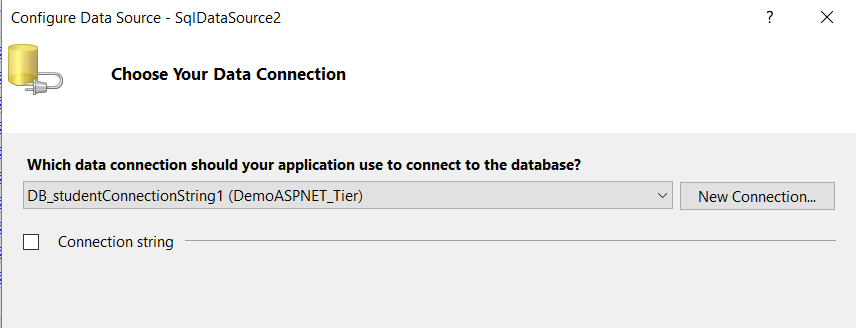 Configure Data Source - SqlDataSource2
?
Choose Your Data Connection
Which data connection should your application use to connect to the database?
DB_studentConnectionString1 (DemoASPNET_Tier)
New Connection...
Connection string